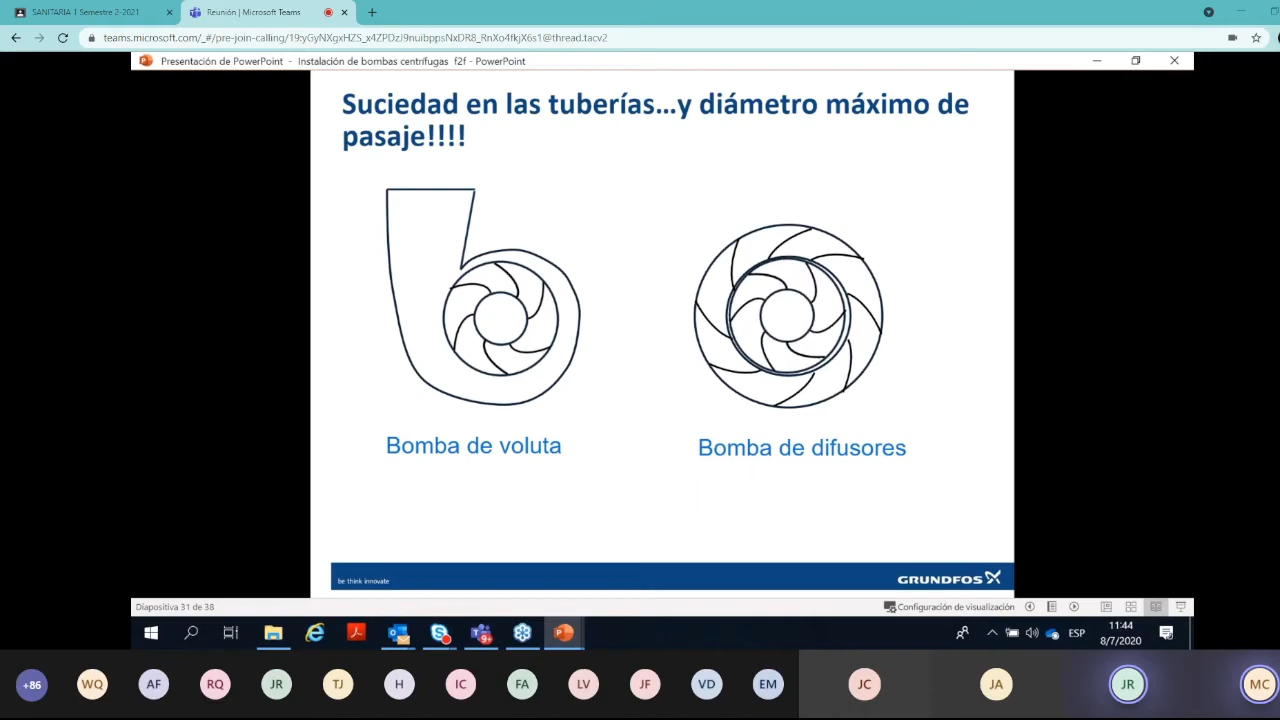 SANITARIA 1 Semestre 2-2021
Reunión | Microsoft Teams
teams.microsoft.com/_#/pre-join-calling/19:yGyNXgxHZS_x4ZPDzJ9nuibppsNxDR8_RnXo4fkjX6s1@thread.tacv2
Presentación de PowerPoint - Instalación de bombas centrífugas f2f - PowerPoint
Suciedad en las tuberías...y diámetro máximo de
pasaje!!!!
Bomba de voluta
Bomba de difusores
be think innovate
GRUNDFOS
Diapositiva 31 de 38
Configuración de visualización
9+
ESP
11:44
8/7/2020
+86
WQ
AF
RQ
JR
TJ
H
IC
FA
LV
JF
VD
EM
JC
JA
JR
MC